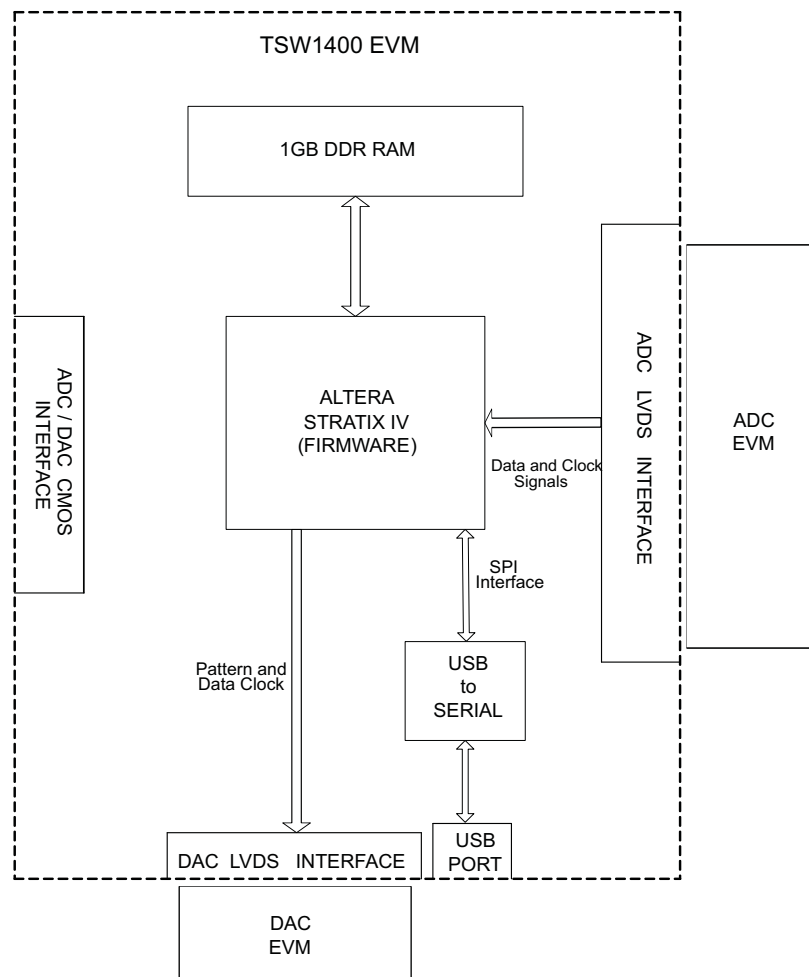 TSW1400 EVM
1GB DDR RAM
ADC / DAC CMOS
INTERFACE
ALTERA
STRATIX IV
(FIRMWARE)
Data and Clock
Signals
ADC LVDS INTERFACE
ADC
EVM
SPI
Interface
Pattern and
Data Clock
USB
to
SERIAL
DAC LVDS INTERFACE
USB
PORT
DAC
EVM